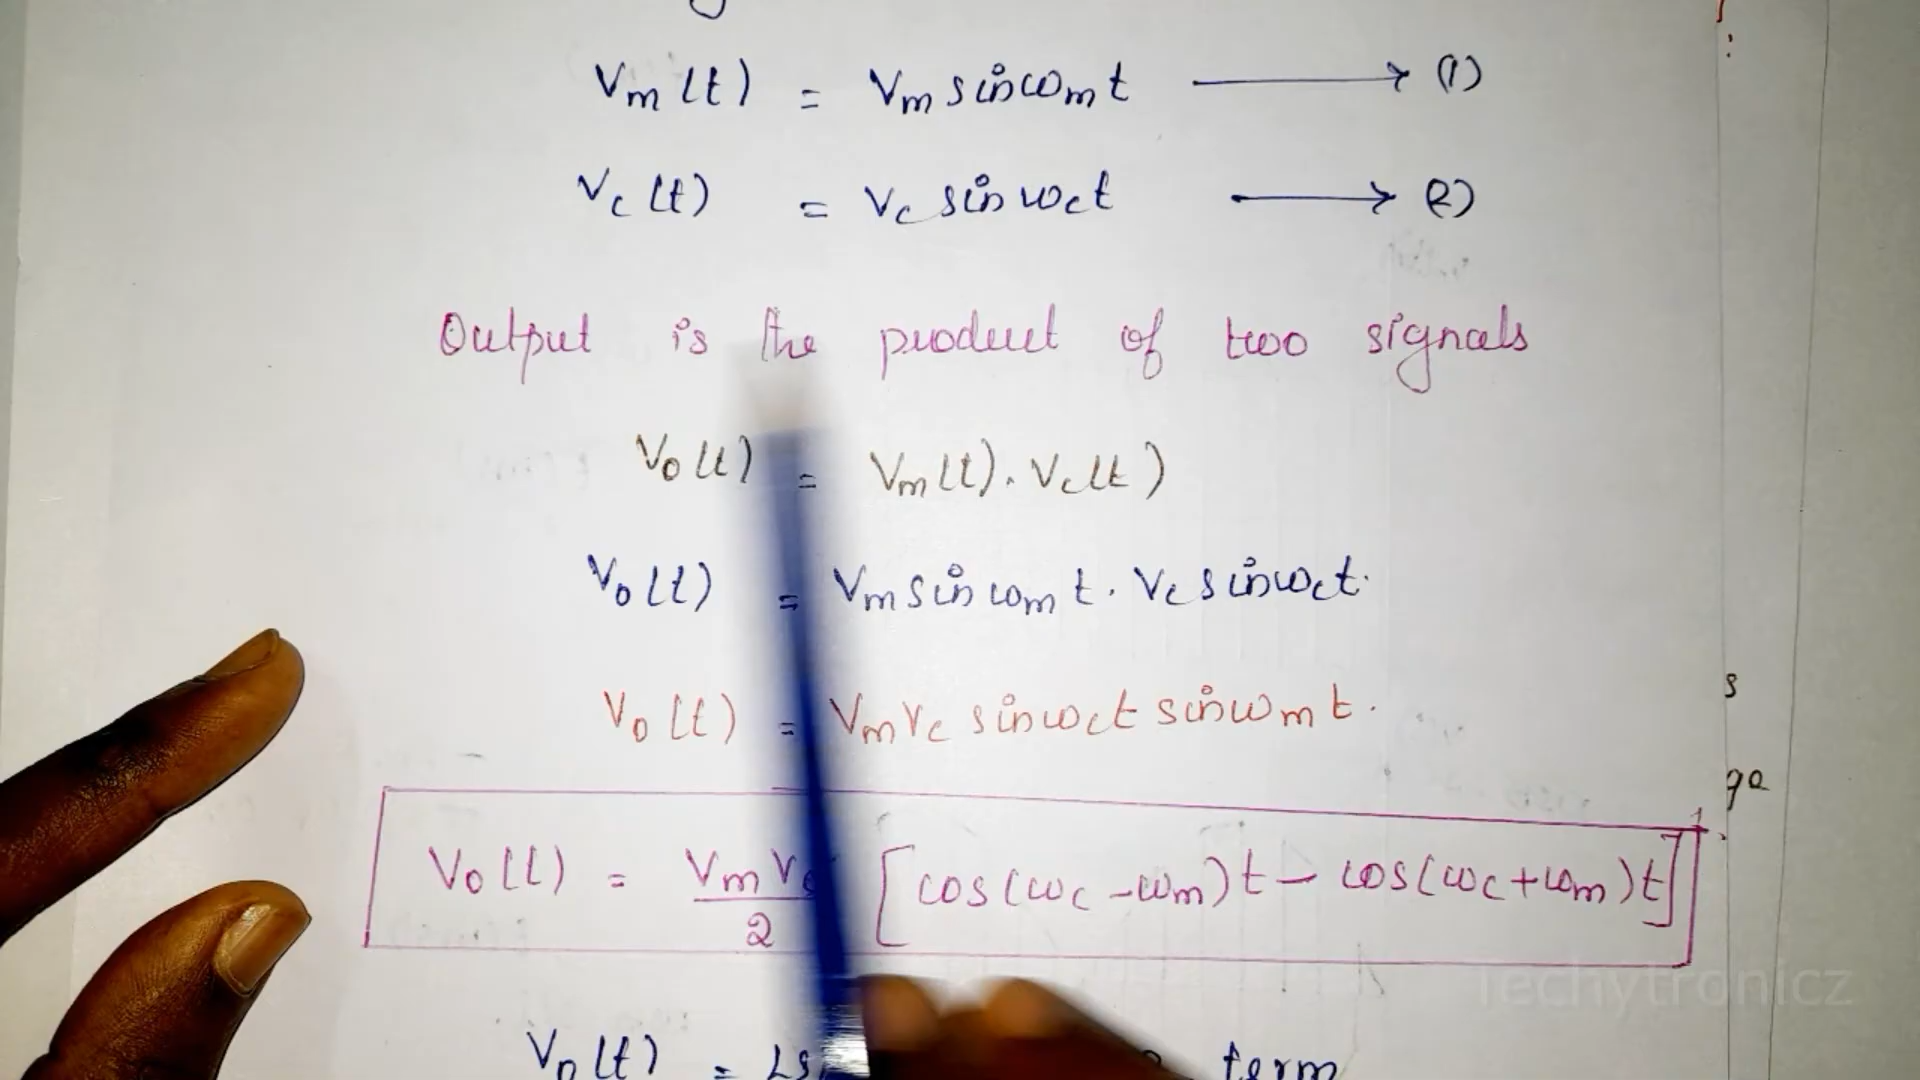 Vm(t) = Vm sin ωm t → (1)
Vc(t) = Vc sin ωc t → (2)
Output is the product of two signals
Vo(t) = Vm(t). Vc(t)
Vo(t) = Vm sin ωm t. Vc sin ωc t.
Vo(t) = Vm Vc sin ωc t sin ωm t.
Vo(t) = Vm Vc / 2 [cos(ωc - ωm)t - cos(ωc + ωm)t]
Vo(t) = term
s
ge
Techytronicz